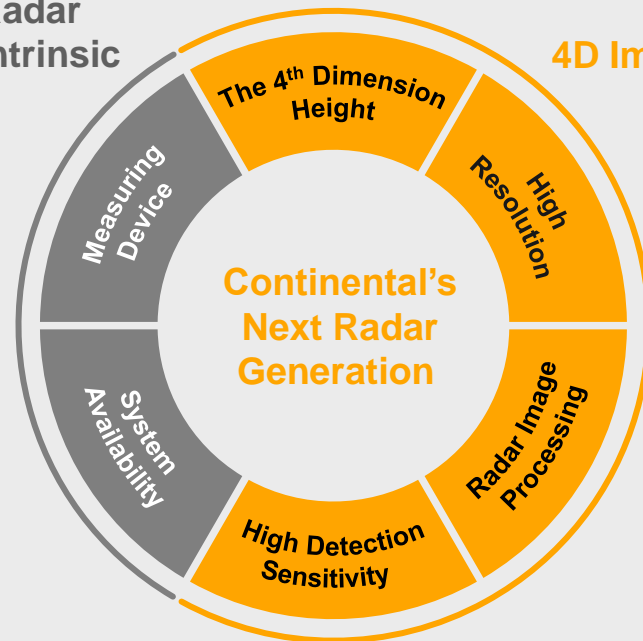 Radar
ntrinsic
4D Im
The 4th Dimension
Height
High
Resolution
Radar Image
Processing
High Detection
Sensitivity
System
Availability
Measuring
Device
Continental's
Next Radar
Generation